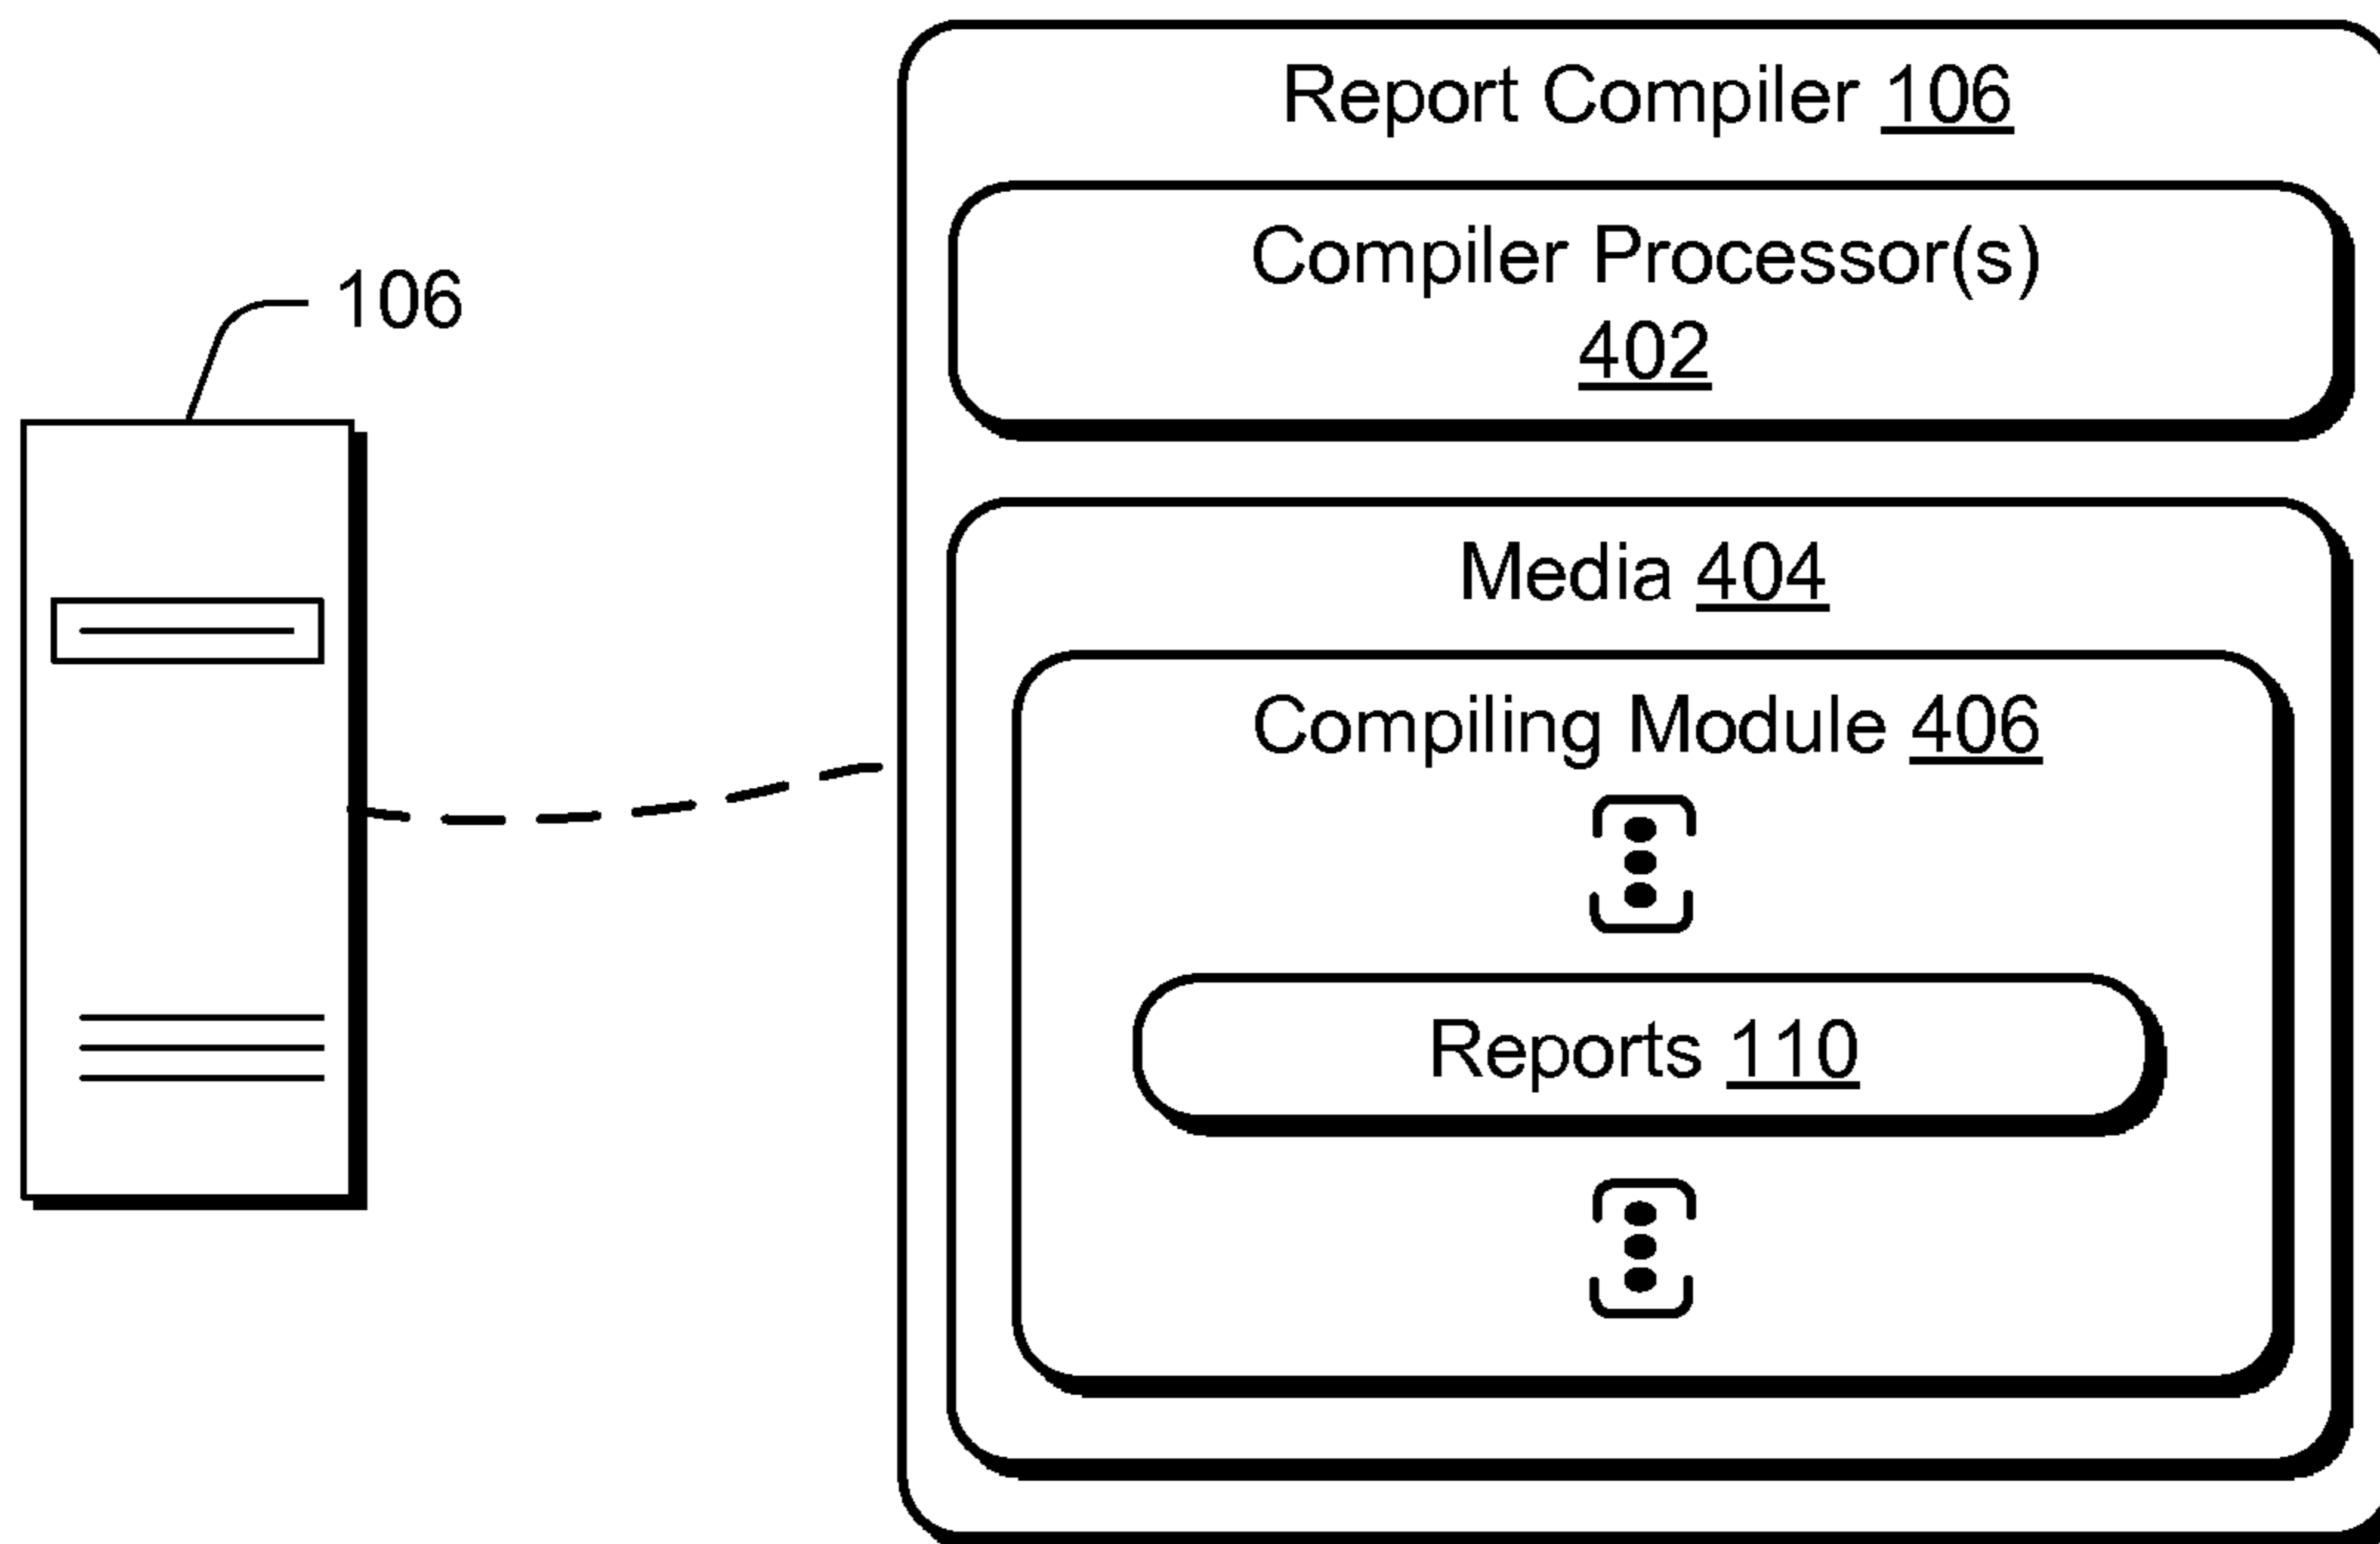 106
Report Compiler 106
Compiler Processor(s)
402
Media 404
Compiling Module 406
Reports 110